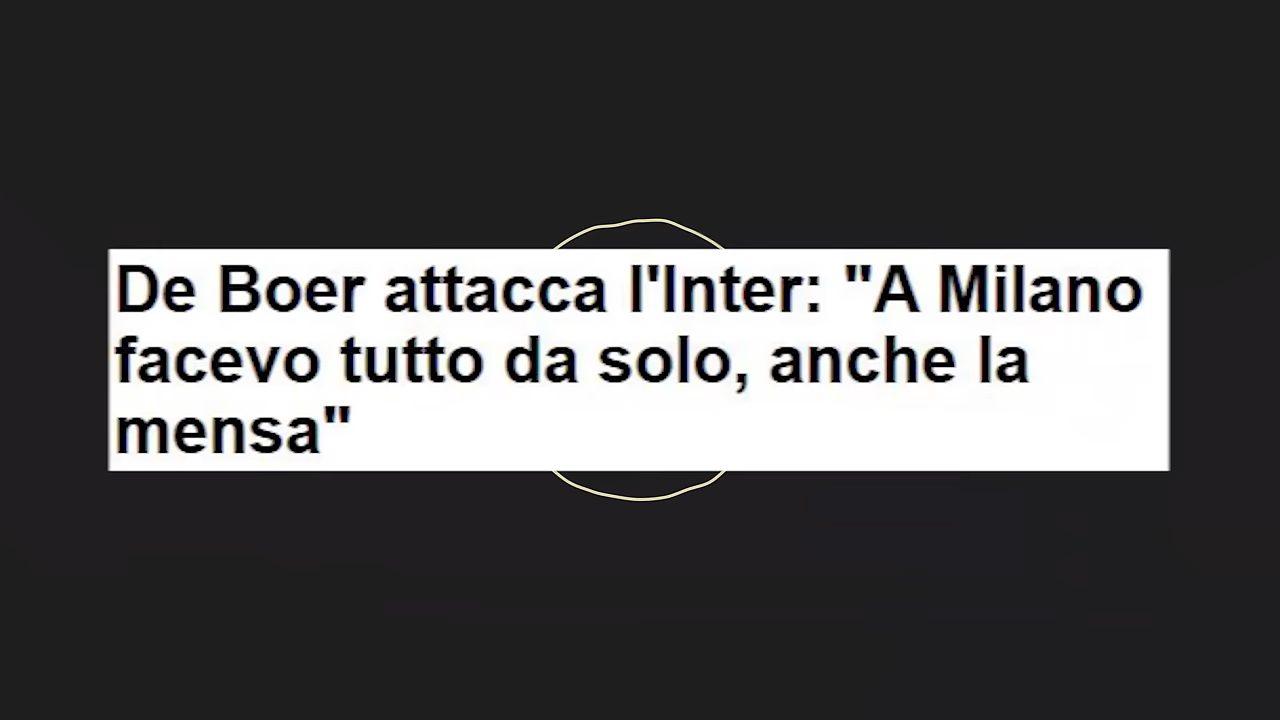 De Boer attacca l'Inter: "A Milano
facevo tutto da solo, anche la
mensa"